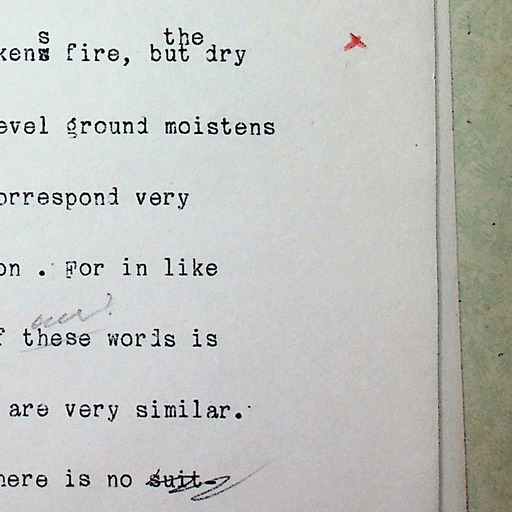 s the
kens fire, but dry
evel ground moistens
orrespond very
on . For in like
f these words is
are very similar.
here is no suit-